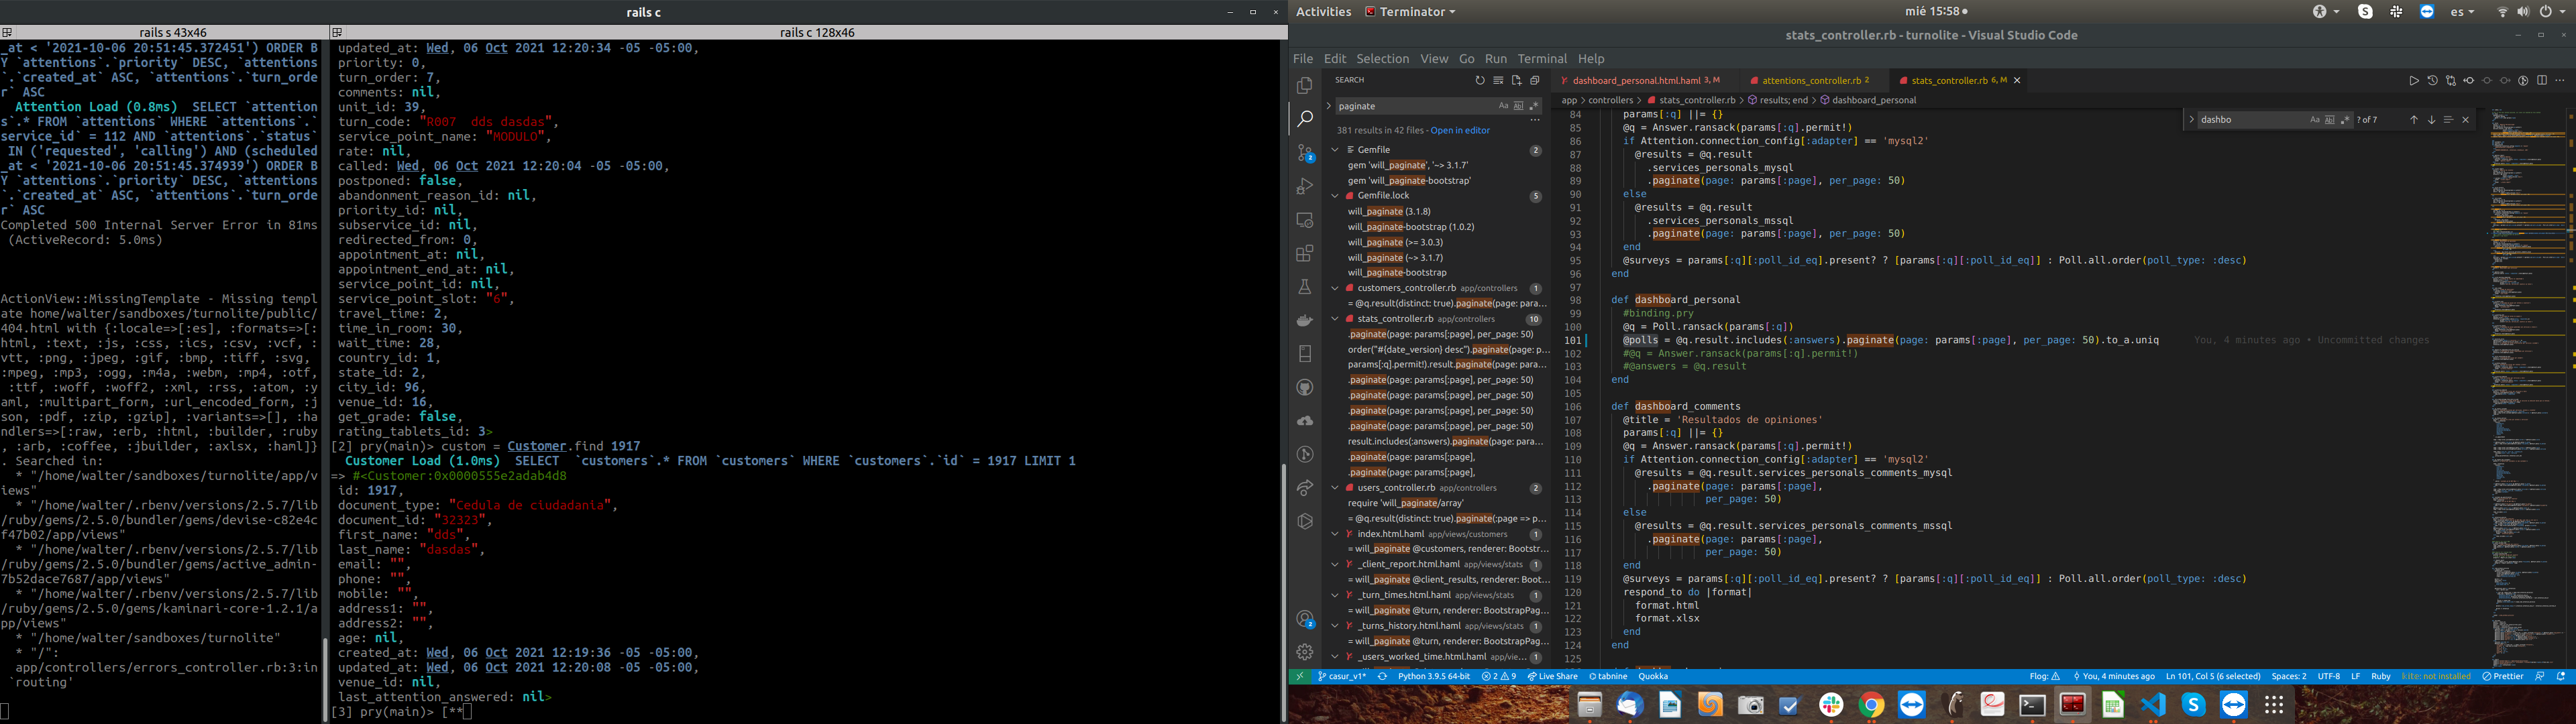 rails c
rails s 43x46
_at < '2021-10-06 20:51:45.372451') ORDER B
Y `attentions`.`priority` DESC, `attentions
`.`created_at` ASC, `attentions`.`turn_orde
r` ASC
Attention Load (0.8ms)  SELECT `attention
s`.* FROM `attentions` WHERE `attentions`.`
service_id` = 112 AND `attentions`.`status`
IN ('requested', 'calling') AND (scheduled
_at < '2021-10-06 20:51:45.374939') ORDER B
Y `attentions`.`priority` DESC, `attentions
`.`created_at` ASC, `attentions`.`turn_orde
r` ASC
Completed 500 Internal Server Error in 81ms
(ActiveRecord: 5.0ms)
ActionView::MissingTemplate - Missing templ
ate home/walter/sandboxes/turnolite/public/
404.html with {:locale=>[:es], :formats=>[:
html, :text, :js, :css, :ics, :csv, :vcf, :
vtt, :png, :jpeg, :gif, :bmp, :tiff, :svg,
:mpeg, :mp3, :ogg, :m4a, :webm, :mp4, :otf,
:ttf, :woff, :woff2, :xml, :rss, :atom, :y
aml, :multipart_form, :url_encoded_form, :j
son, :pdf, :zip, :gzip], :variants=>[], :ha
ndlers=>[:raw, :erb, :html, :builder, :ruby
, :arb, :coffee, :jbuilder, :axlsx, :haml]}
. Searched in:
* "/home/walter/sandboxes/turnolite/app/v
iews"
* "/home/walter/.rbenv/versions/2.5.7/lib
/ruby/gems/2.5.0/bundler/gems/devise-c82e4c
f47b02/app/views"
* "/home/walter/.rbenv/versions/2.5.7/lib
/ruby/gems/2.5.0/bundler/gems/active_admin-
7b52dace7687/app/views"
* "/home/walter/.rbenv/versions/2.5.7/lib
/ruby/gems/2.5.0/gems/kaminari-core-1.2.1/a
pp/views"
* "/home/walter/sandboxes/turnolite"
* "/":
app/controllers/errors_controller.rb:3:in
`routing'
rails c 128x46
updated_at: Wed, 06 Oct 2021 12:20:34 -05 -05:00,
priority: 0,
turn_order: 7,
comments: nil,
unit_id: 39,
turn_code: "R007  dds dasdas",
service_point_name: "MODULO",
rate: nil,
called: Wed, 06 Oct 2021 12:20:04 -05 -05:00,
postponed: false,
abandonment_reason_id: nil,
priority_id: nil,
subservice_id: nil,
redirected_from: 0,
appointment_at: nil,
appointment_end_at: nil,
service_point_id: nil,
service_point_slot: "6",
travel_time: 2,
time_in_room: 30,
wait_time: 28,
country_id: 1,
state_id: 2,
city_id: 96,
venue_id: 16,
get_grade: false,
rating_tablets_id: 3>
[2] pry(main)> custom = Customer.find 1917
Customer Load (1.0ms)  SELECT  `customers`.* FROM `customers` WHERE `customers`.`id` = 1917 LIMIT 1
=> #<Customer:0x0000555e2adab4d8
id: 1917,
document_type: "Cedula de ciudadania",
document_id: "32323",
first_name: "dds",
last_name: "dasdas",
email: "",
phone: "",
mobile: "",
address1: "",
address2: "",
age: nil,
created_at: Wed, 06 Oct 2021 12:19:36 -05 -05:00,
updated_at: Wed, 06 Oct 2021 12:20:08 -05 -05:00,
venue_id: nil,
last_attention_answered: nil>
[3] pry(main)> [**
Activities Terminator mié 15:58 es
stats_controller.rb - turnolite - Visual Studio Code
File Edit Selection View Go Run Terminal Help
SEARCH
paginate
381 results in 42 files - Open in editor
Gemfile 2
gem 'will_paginate', '~> 3.1.7'
gem 'will_paginate-bootstrap'
Gemfile.lock 5
will_paginate (3.1.8)
will_paginate-bootstrap (1.0.2)
will_paginate (>= 3.0.3)
will_paginate (~> 3.1.7)
will_paginate-bootstrap
customers_controller.rb app/controllers 1
= @q.result(distinct: true).paginate(page: para...
stats_controller.rb app/controllers 10
.paginate(page: params[:page], per_page: 50)
order("#{date_version} desc").paginate(page: p...
params[:q].permit!).result.paginate(page: para...
.paginate(page: params[:page], per_page: 50)
.paginate(page: params[:page], per_page: 50)
.paginate(page: params[:page], per_page: 50)
.paginate(page: params[:page], per_page: 50)
result.includes(:answers).paginate(page: para...
.paginate(page: params[:page],
.paginate(page: params[:page],
users_controller.rb app/controllers 2
require 'will_paginate/array'
= @q.result(distinct: true).paginate(:page => p...
index.html.haml app/views/customers 1
= will_paginate @customers, renderer: Bootstr...
_client_report.html.haml app/views/stats 1
= will_paginate @client_results, renderer: Boot...
_turn_times.html.haml app/views/stats 1
= will_paginate @turn, renderer: BootstrapPag...
_turns_history.html.haml app/views/stats 1
= will_paginate @turn, renderer: BootstrapPag...
_users_worked_time.html.haml app/vie... 1
dashboard_personal.html.haml 3, M
attentions_controller.rb 2
stats_controller.rb 6, M
app > controllers > stats_controller.rb > results; end > dashboard_personal
dashbo ? of 7
84 params[:q] ||= {}
85 @q = Answer.ransack(params[:q].permit!)
86 if Attention.connection_config[:adapter] == 'mysql2'
87 @results = @q.result
88 .services_personals_mysql
89 .paginate(page: params[:page], per_page: 50)
90 else
91 @results = @q.result
92 .services_personals_mssql
93 .paginate(page: params[:page], per_page: 50)
94 end
95 @surveys = params[:q][:poll_id_eq].present? ? [params[:q][:poll_id_eq]] : Poll.all.order(poll_type: :desc)
96 end
97
98 def dashboard_personal
99 #binding.pry
100 @q = Poll.ransack(params[:q])
101 @polls = @q.result.includes(:answers).paginate(page: params[:page], per_page: 50).to_a.uniq You, 4 minutes ago • Uncommitted changes
102 #@q = Answer.ransack(params[:q].permit!)
103 #@answers = @q.result
104 end
105
106 def dashboard_comments
107 @title = 'Resultados de opiniones'
108 params[:q] ||= {}
109 @q = Answer.ransack(params[:q].permit!)
110 if Attention.connection_config[:adapter] == 'mysql2'
111 @results = @q.result.services_personals_comments_mysql
112 .paginate(page: params[:page],
113 per_page: 50)
114 else
115 @results = @q.result.services_personals_comments_mssql
116 .paginate(page: params[:page],
117 per_page: 50)
118 end
119 @surveys = params[:q][:poll_id_eq].present? ? [params[:q][:poll_id_eq]] : Poll.all.order(poll_type: :desc)
120 respond_to do |format|
121 format.html
122 format.xlsx
123 end
124 end
125
casur_v1* Python 3.9.5 64-bit 2 9 Live Share tabnine Quokka Flog: You, 4 minutes ago Ln 101, Col 5 (6 selected) Spaces: 2 UTF-8 LF Ruby kite: not installed Prettier